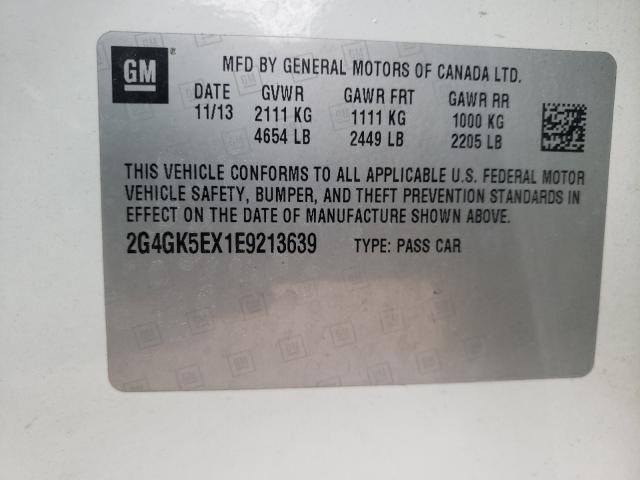 GM ®
MFD BY GENERAL MOTORS OF CANADA LTD.
DATE GVWR GAWR FRT GAWR RR
11/13 2111 KG 1111 KG 1000 KG
4654 LB 2449 LB 2205 LB
THIS VEHICLE CONFORMS TO ALL APPLICABLE U.S. FEDERAL MOTOR
VEHICLE SAFETY, BUMPER, AND THEFT PREVENTION STANDARDS IN
EFFECT ON THE DATE OF MANUFACTURE SHOWN ABOVE.
2G4GK5EX1E9213639 TYPE: PASS CAR